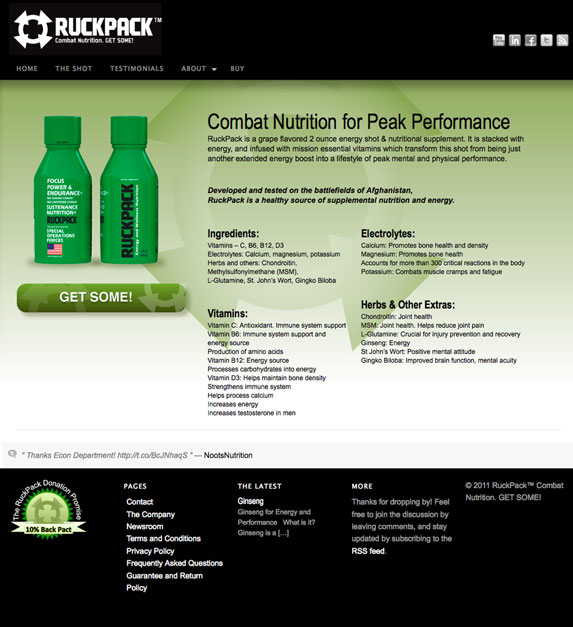 RUCKPACK™
Combat Nutrition. GET SOME!
You Tube
in
f
t
HOME THE SHOT TESTIMONIALS ABOUT BUY
Combat Nutrition for Peak Performance
RuckPack is a grape flavored 2 ounce energy shot & nutritional supplement. It is stacked with
energy, and infused with mission essential vitamins which transform this shot from being just
another extended energy boost into a lifestyle of peak mental and physical performance.
Developed and tested on the battlefields of Afghanistan,
RuckPack is a healthy source of supplemental nutrition and energy.
FOCUS
POWER &
ENDURANCE
NO SUGAR CRASH
NO CAFFEINE CRASH
SUSTENANCE
NUTRITION
RUCKPACK
SPECIAL
OPERATIONS
FORCES
RUCKPACK
GET SOME!
Ingredients:
Vitamins – C, B6, B12, D3
Electrolytes: Calcium, magnesium, potassium
Herbs and others: Chondroitin,
Methylsulfonylmethane (MSM),
L-Glutamine, St. John's Wort, Gingko Biloba
Electrolytes:
Calcium: Promotes bone health and density
Magnesium: Promotes bone health
Accounts for more than 300 critical reactions in the body
Potassium: Combats muscle cramps and fatigue
Vitamins:
Vitamin C: Antioxidant. Immune system support
Vitamin B6: Immune system support and
energy source
Production of amino acids
Vitamin B12: Energy source
Processes carbohydrates into energy
Vitamin D3: Helps maintain bone density
Strengthens immune system
Helps process calcium
Increases energy
Increases testosterone in men
Herbs & Other Extras:
Chondroitin: Joint health
MSM: Joint health. Helps reduce joint pain
L-Glutamine: Crucial for injury prevention and recovery
Ginseng: Energy
St John's Wort: Positive mental attitude
Gingko Biloba: Improved brain function, mental acuity
" Thanks Econ Department! http://t.co/BcJNhaqS " — NootsNutrition
The RuckPack Donation Promise
10% Back Pact
PAGES
Contact
The Company
Newsroom
Terms and Conditions
Privacy Policy
Frequently Asked Questions
Guarantee and Return
Policy
THE LATEST
Ginseng
Ginseng for Energy and
Performance What is it?
Ginseng is a [...]
MORE
Thanks for dropping by! Feel
free to join the discussion by
leaving comments, and stay
updated by subscribing to the
RSS feed.
© 2011 RuckPack™ Combat
Nutrition. GET SOME!